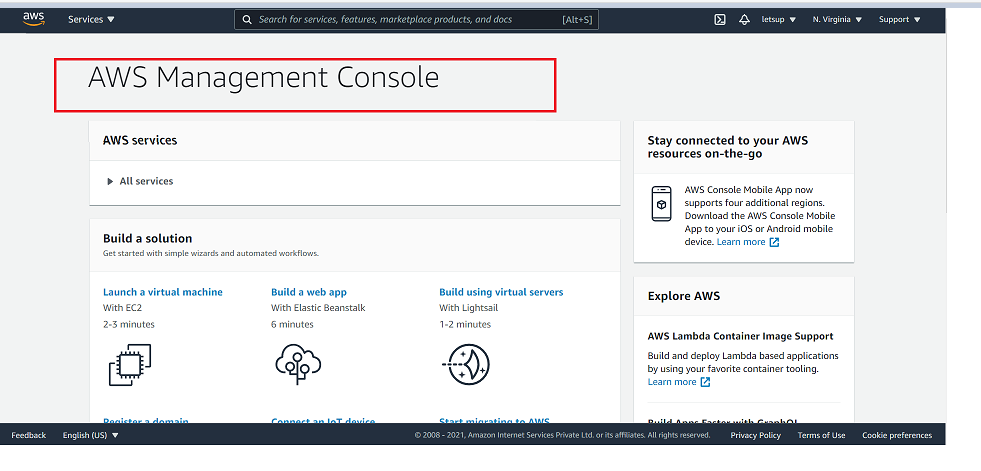 aws
Services
Search for services, features, marketplace products, and docs [Alt+S]
letsup
N. Virginia
Support
AWS Management Console
AWS services
All services
Build a solution
Get started with simple wizards and automated workflows.
Launch a virtual machine
With EC2
2-3 minutes
Build a web app
With Elastic Beanstalk
6 minutes
Build using virtual servers
With Lightsail
1-2 minutes
Register a domain
Connect an IoT device
Start migrating to AWS
Stay connected to your AWS
resources on-the-go
AWS Console Mobile App now
supports four additional regions.
Download the AWS Console Mobile
App to your iOS or Android mobile
device. Learn more
Explore AWS
AWS Lambda Container Image Support
Build and deploy Lambda based applications
by using your favorite container tooling.
Learn more
Build Apps Faster with GraphQL
Feedback
English (US)
© 2008 - 2021, Amazon Internet Services Private Ltd. or its affiliates. All rights reserved.
Privacy Policy
Terms of Use
Cookie preferences